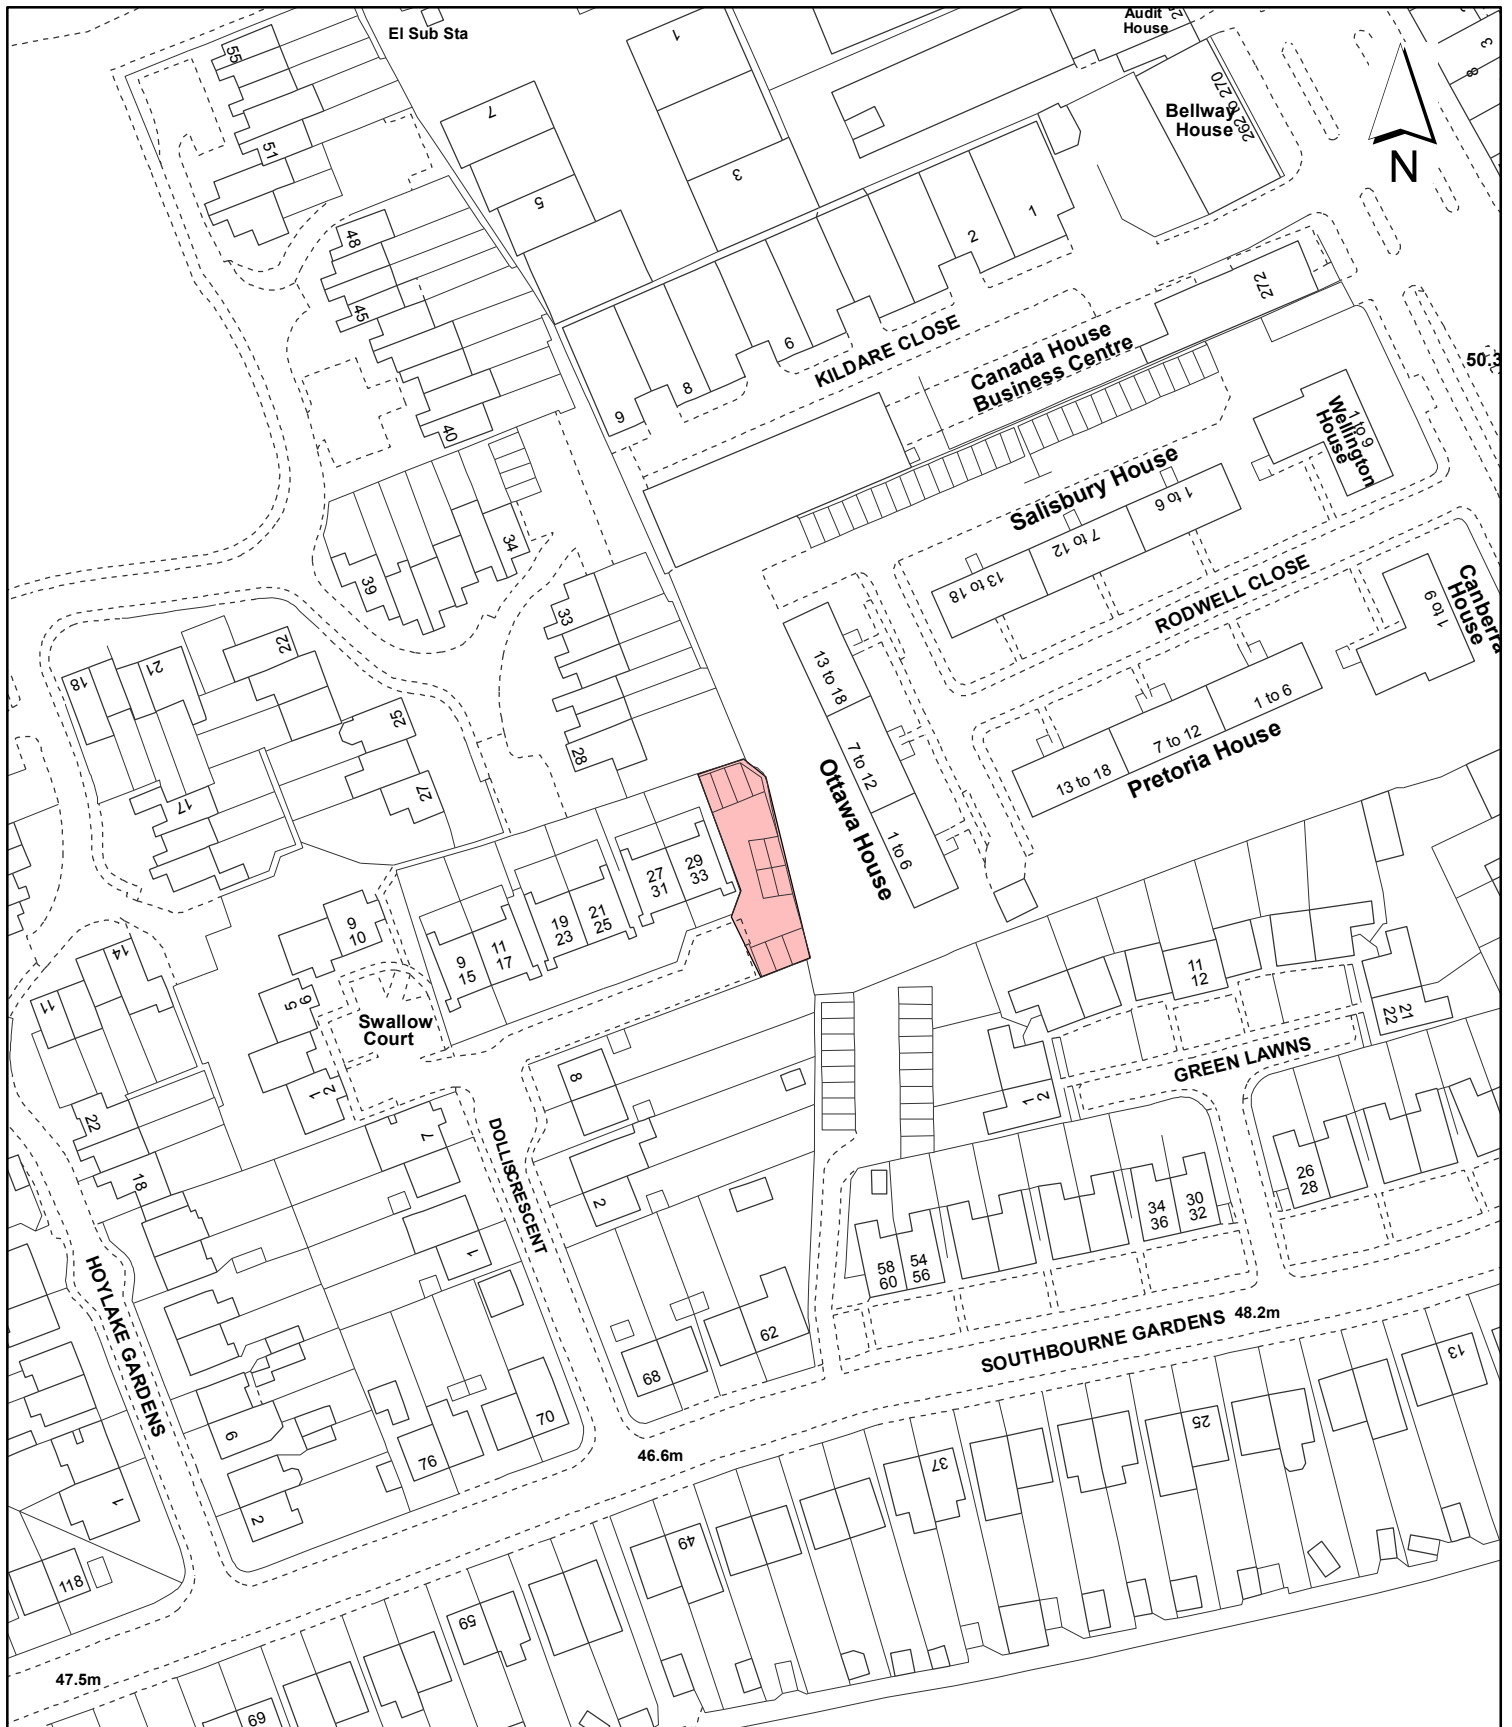 El Sub Sta
Audit
House
25
3
8
55
51
7
5
1
3
Bellway
House
262 to 270
N
48
45
40
2
1
272
6
8
9
KILDARE CLOSE
Canada House
Business Centre
50.3
Wellington
House
1 to 9
Salisbury House
1 to 6
7 to 12
13 to 18
RODWELL CLOSE
Canberra
House
1 to 9
39
34
33
28
22
21
18
25
27
17
13 to 18
7 to 12
1 to 6
Ottawa House
1 to 6
7 to 12
13 to 18
Pretoria House
27
31
29
33
19
23
21
25
9
15
11
17
9
10
5
6
1
2
Swallow
Court
14
11
22
18
7
8
2
1
DOLLIS CRESCENT
11
12
21
22
1
2
GREEN LAWNS
26
28
30
32
34
36
54
56
58
60
62
68
70
76
HOYLAKE GARDENS
6
2
1
118
SOUTHBOURNE GARDENS
48.2m
46.6m
47.5m
13
25
37
49
59
69